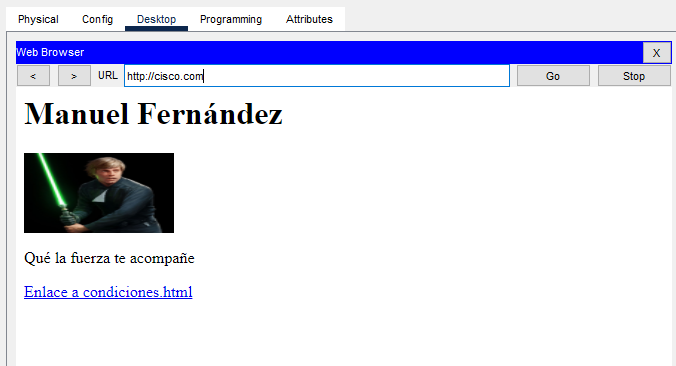 Physical Config Desktop Programming Attributes
Web Browser X
< > URL http://cisco.com Go Stop
Manuel Fernández
Qué la fuerza te acompañe
Enlace a condiciones.html